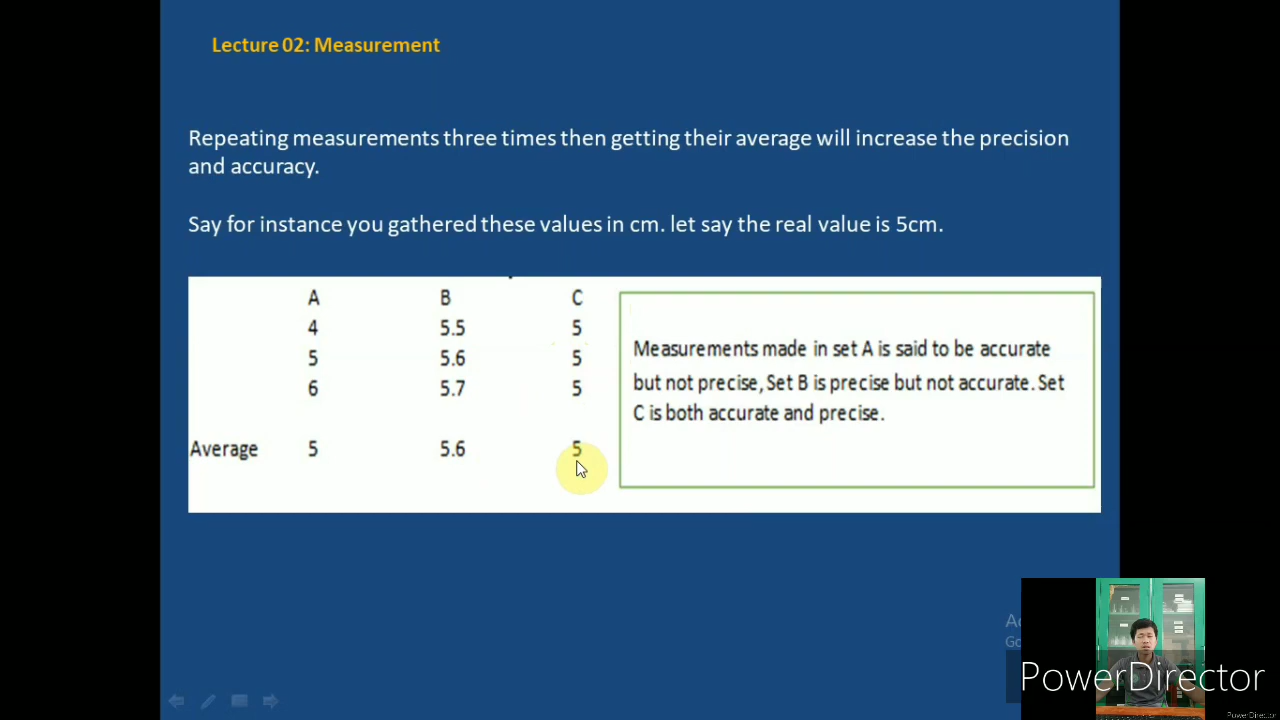 Lecture 02: Measurement
Repeating measurements three times then getting their average will increase the precision
and accuracy.
Say for instance you gathered these values in cm. let say the real value is 5cm.
A B C
4 5.5 5
5 5.6 5
6 5.7 5
Average 5 5.6 5
Measurements made in set A is said to be accurate
but not precise, Set B is precise but not accurate. Set
C is both accurate and precise.
PowerDirector
PowerDirector